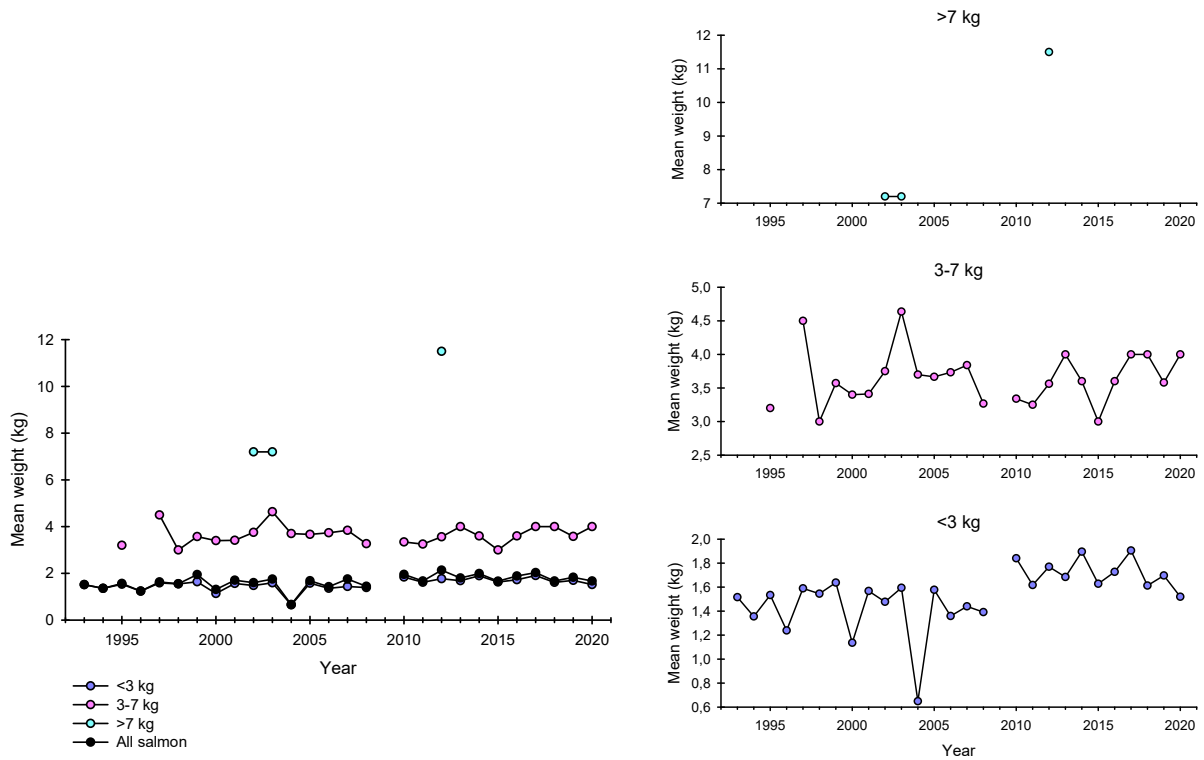 12
10
8
6
4
2
0
Mean weight (kg)
1995 2000 2005 2010 2015 2020
Year
<3 kg
3-7 kg
>7 kg
All salmon
>7 kg
12
11
10
9
8
7
Mean weight (kg)
1995 2000 2005 2010 2015 2020
3-7 kg
5,0
4,5
4,0
3,5
3,0
2,5
Mean weight (kg)
1995 2000 2005 2010 2015 2020
<3 kg
2,0
1,8
1,6
1,4
1,2
1,0
0,8
0,6
Mean weight (kg)
1995 2000 2005 2010 2015 2020
Year